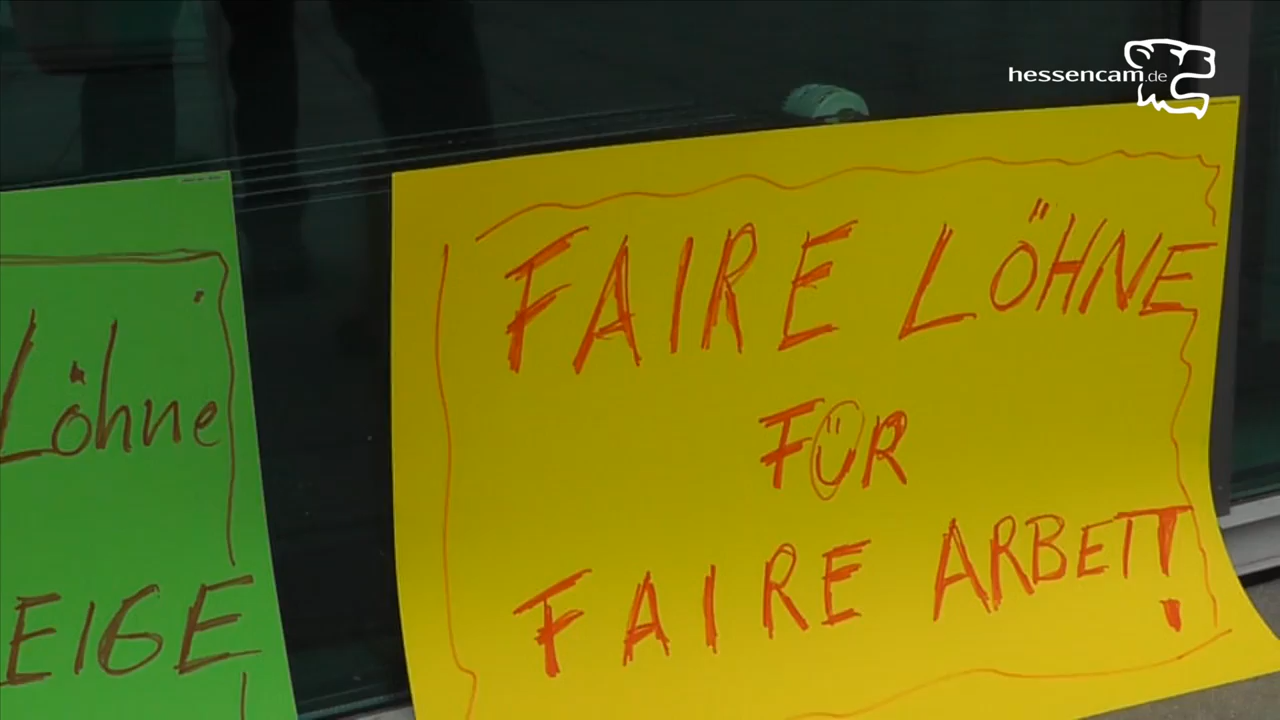 hessencam.de
Löhne
EIGE
FAIRE LÖHNE
FÜR
FAIRE ARBEIT!